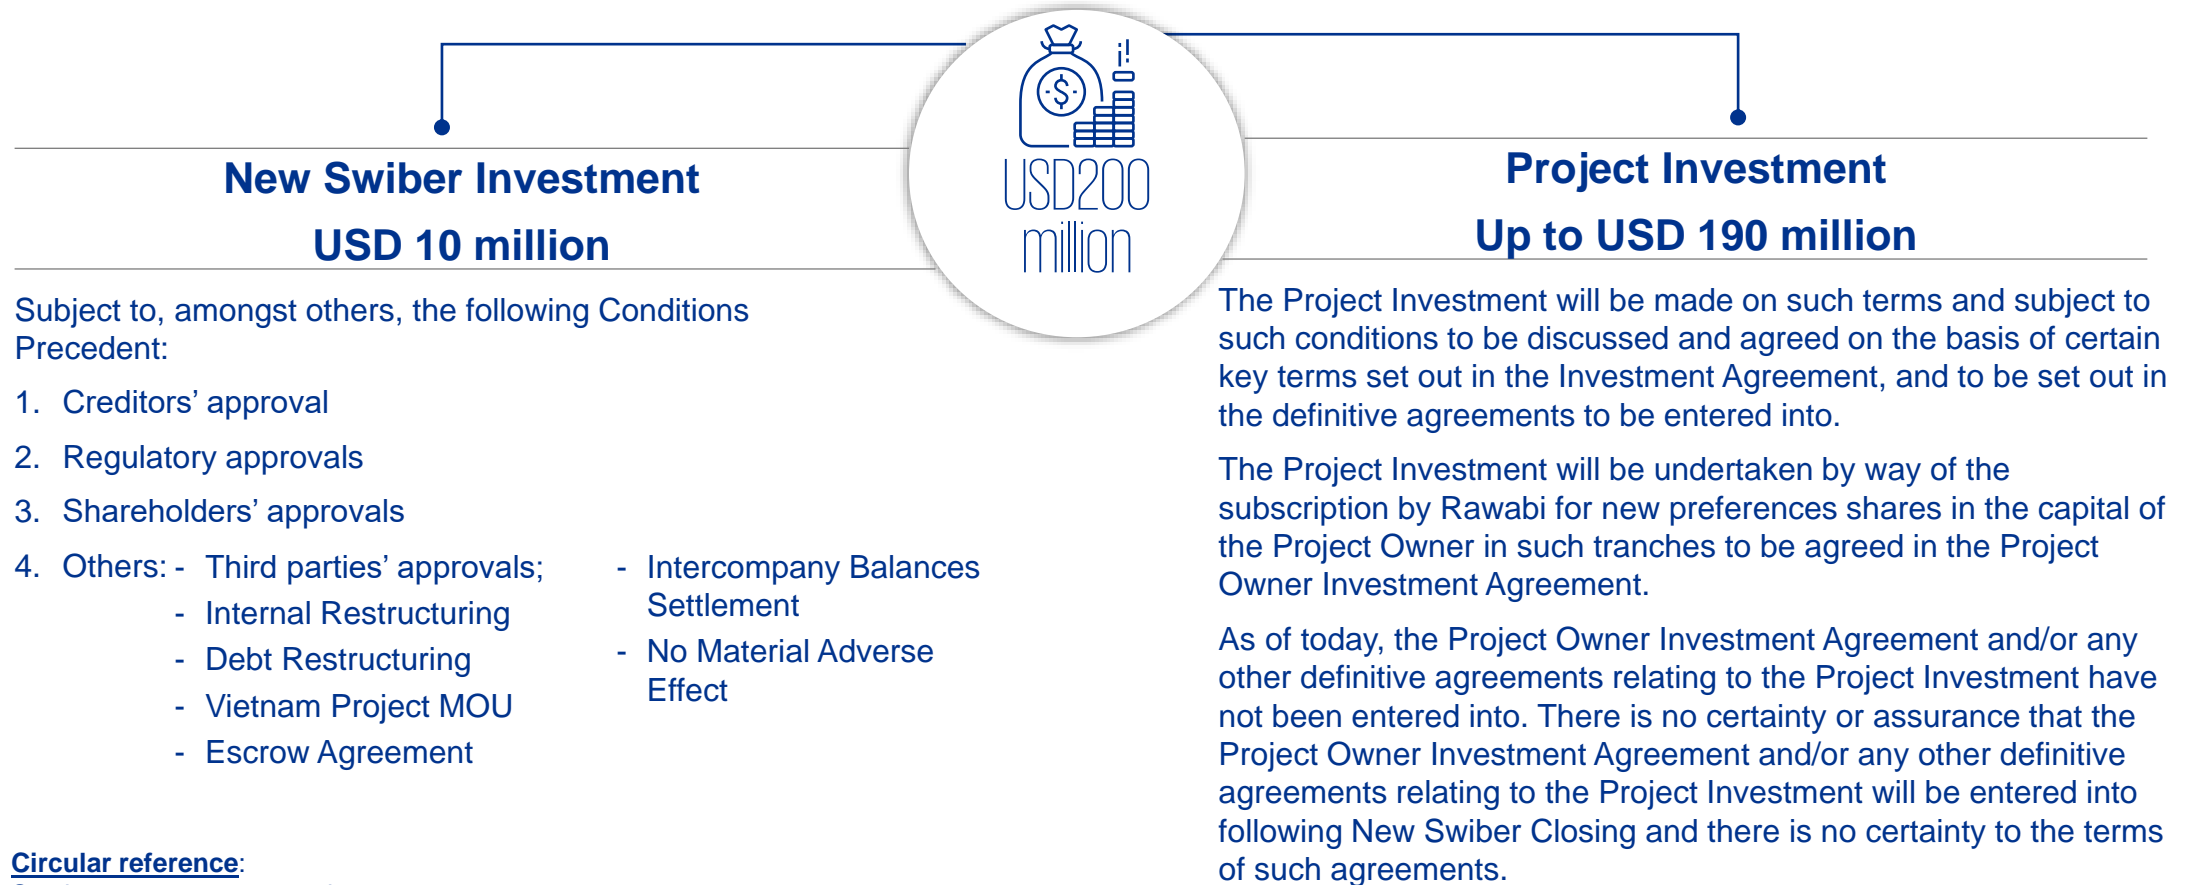 USD200
million
New Swiber Investment
USD 10 million
Subject to, amongst others, the following Conditions
Precedent:
1. Creditors’ approval
2. Regulatory approvals
3. Shareholders’ approvals
4. Others: - Third parties’ approvals;
- Internal Restructuring
- Debt Restructuring
- Vietnam Project MOU
- Escrow Agreement
- Intercompany Balances
Settlement
- No Material Adverse
Effect
Circular reference:
Project Investment
Up to USD 190 million
The Project Investment will be made on such terms and subject to
such conditions to be discussed and agreed on the basis of certain
key terms set out in the Investment Agreement, and to be set out in
the definitive agreements to be entered into.
The Project Investment will be undertaken by way of the
subscription by Rawabi for new preferences shares in the capital of
the Project Owner in such tranches to be agreed in the Project
Owner Investment Agreement.
As of today, the Project Owner Investment Agreement and/or any
other definitive agreements relating to the Project Investment have
not been entered into. There is no certainty or assurance that the
Project Owner Investment Agreement and/or any other definitive
agreements relating to the Project Investment will be entered into
following New Swiber Closing and there is no certainty to the terms
of such agreements.